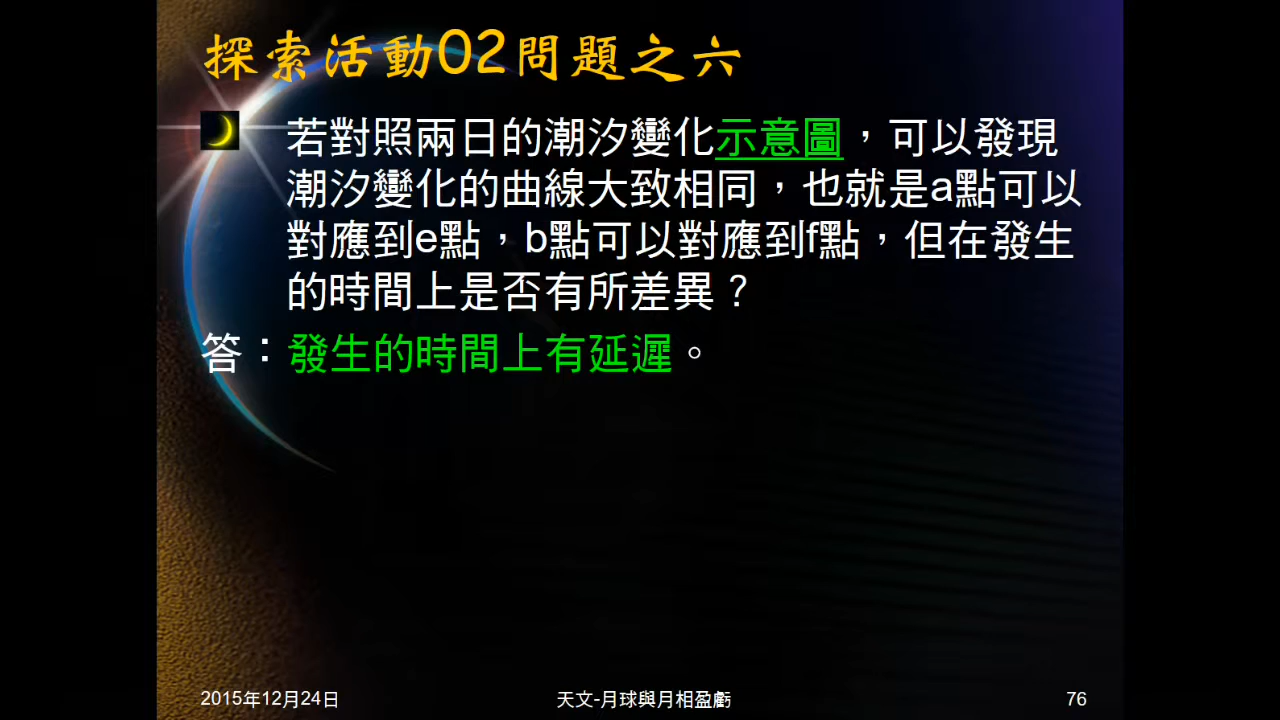 探索活動02問題之六
若對照兩日的潮汐變化示意圖，可以發現
潮汐變化的曲線大致相同，也就是a點可以
對應到e點，b點可以對應到f點，但在發生
的時間上是否有所差異？
答：發生的時間上有延遲。
2015年12月24日
天文-月球與月相盈虧
76